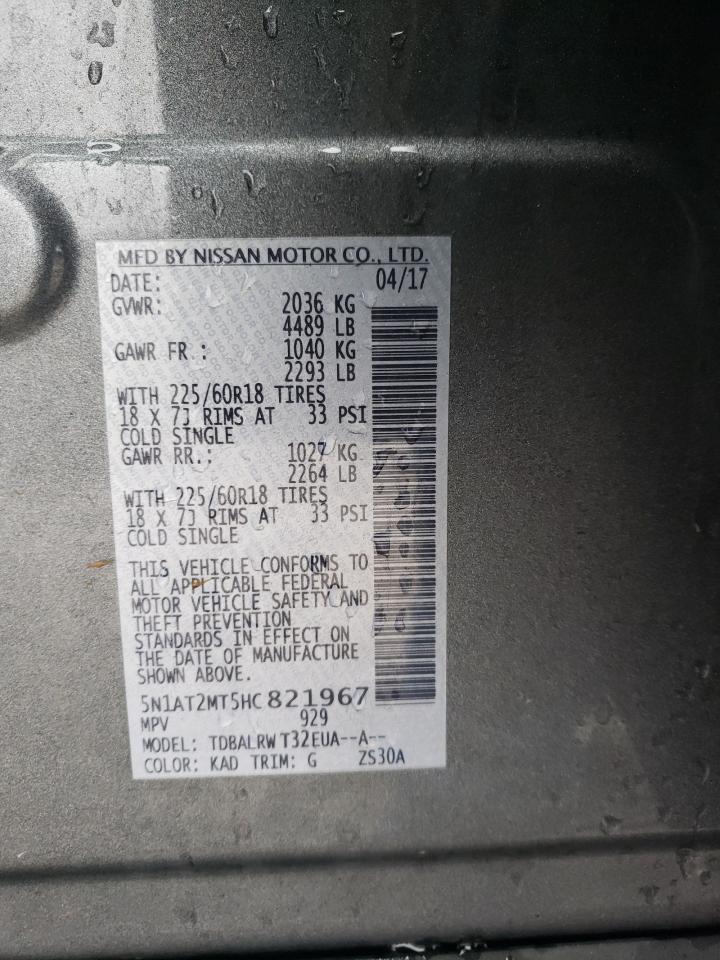 MFD BY NISSAN MOTOR CO., LTD.
DATE: 04/17
GVWR: 2036 KG
4489 LB
GAWR FR.: 1040 KG
2293 LB
WITH 225/60R18 TIRES
18 X 7J RIMS AT 33 PSI
COLD SINGLE
GAWR RR.: 1027 KG
2264 LB
WITH 225/60R18 TIRES
18 X 7J RIMS AT 33 PSI
COLD SINGLE
THIS VEHICLE CONFORMS TO
ALL APPLICABLE FEDERAL
MOTOR VEHICLE SAFETY AND
THEFT PREVENTION
STANDARDS IN EFFECT ON
THE DATE OF MANUFACTURE
SHOWN ABOVE.
5N1AT2MT5HC821967
MPV 929
MODEL: TDBALRW T32EUA--A--
COLOR: KAD TRIM: G ZS30A